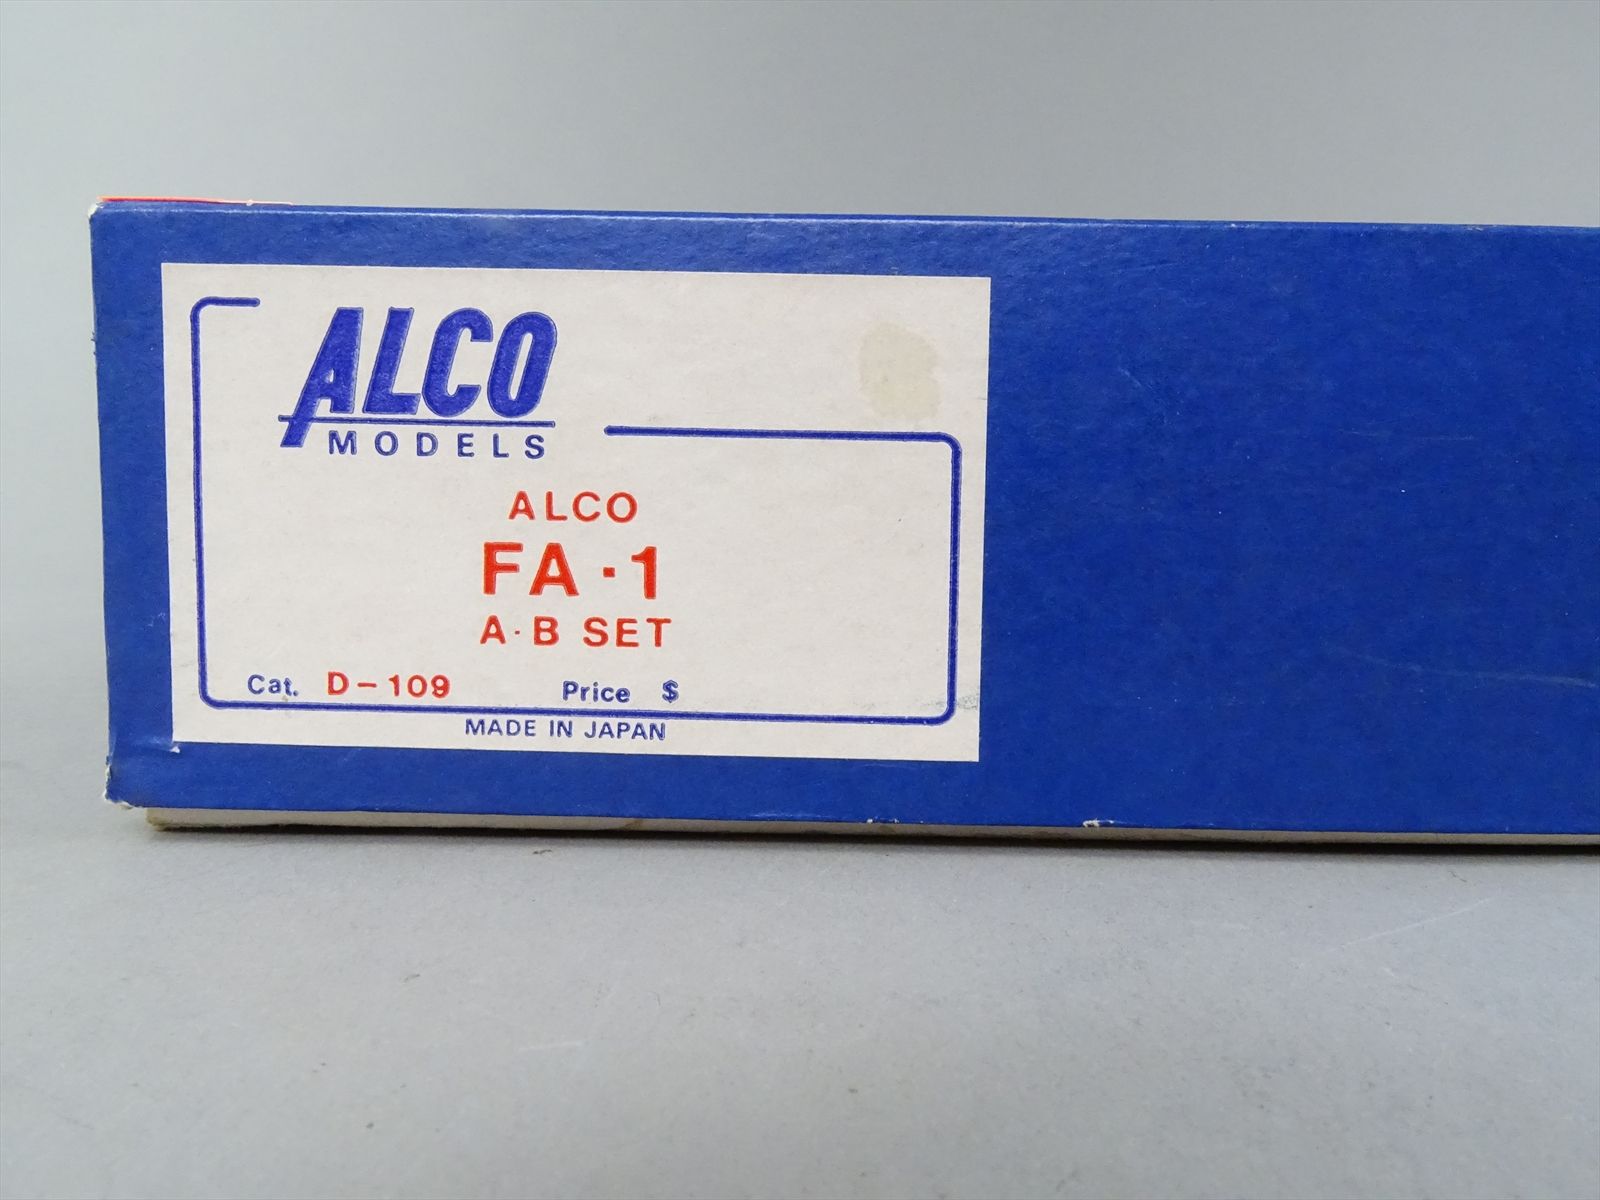 ALCO
MODELS
ALCO
FA-1
A-B SET
Cat. D-109 Price $
MADE IN JAPAN